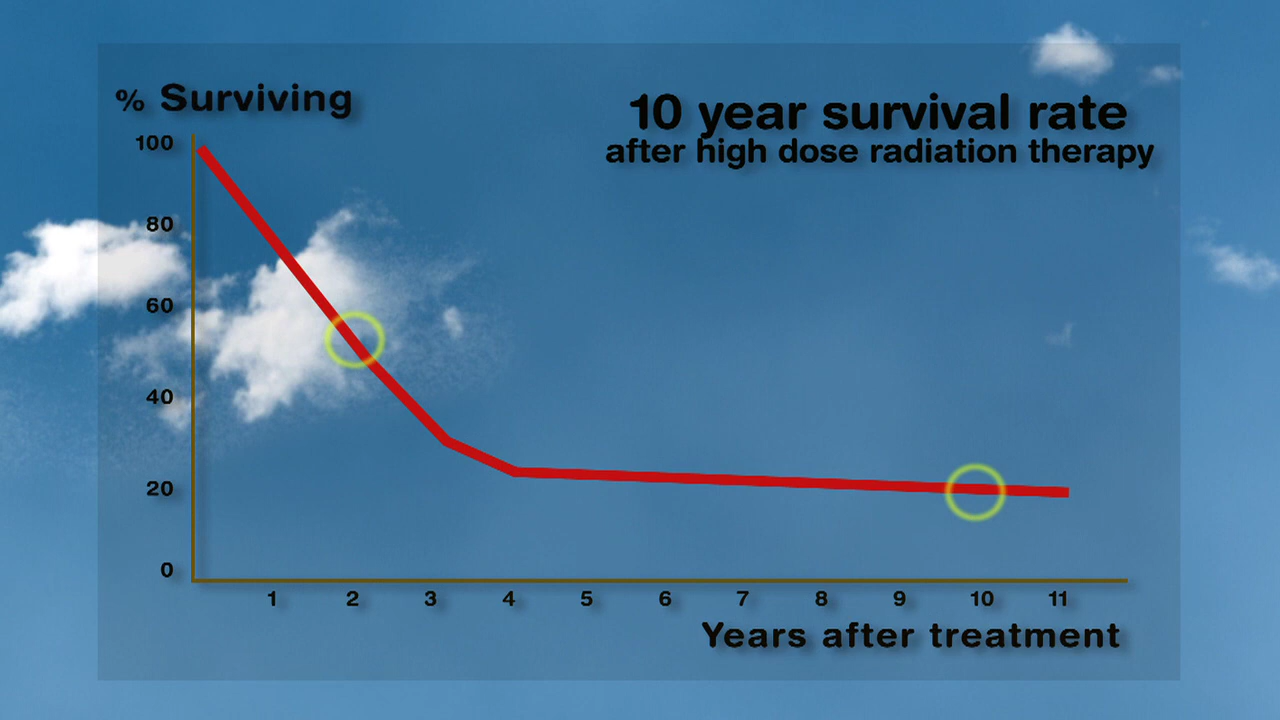 % Surviving
10 year survival rate
after high dose radiation therapy
100
80
60
40
20
0
1 2 3 4 5 6 7 8 9 10 11
Years after treatment